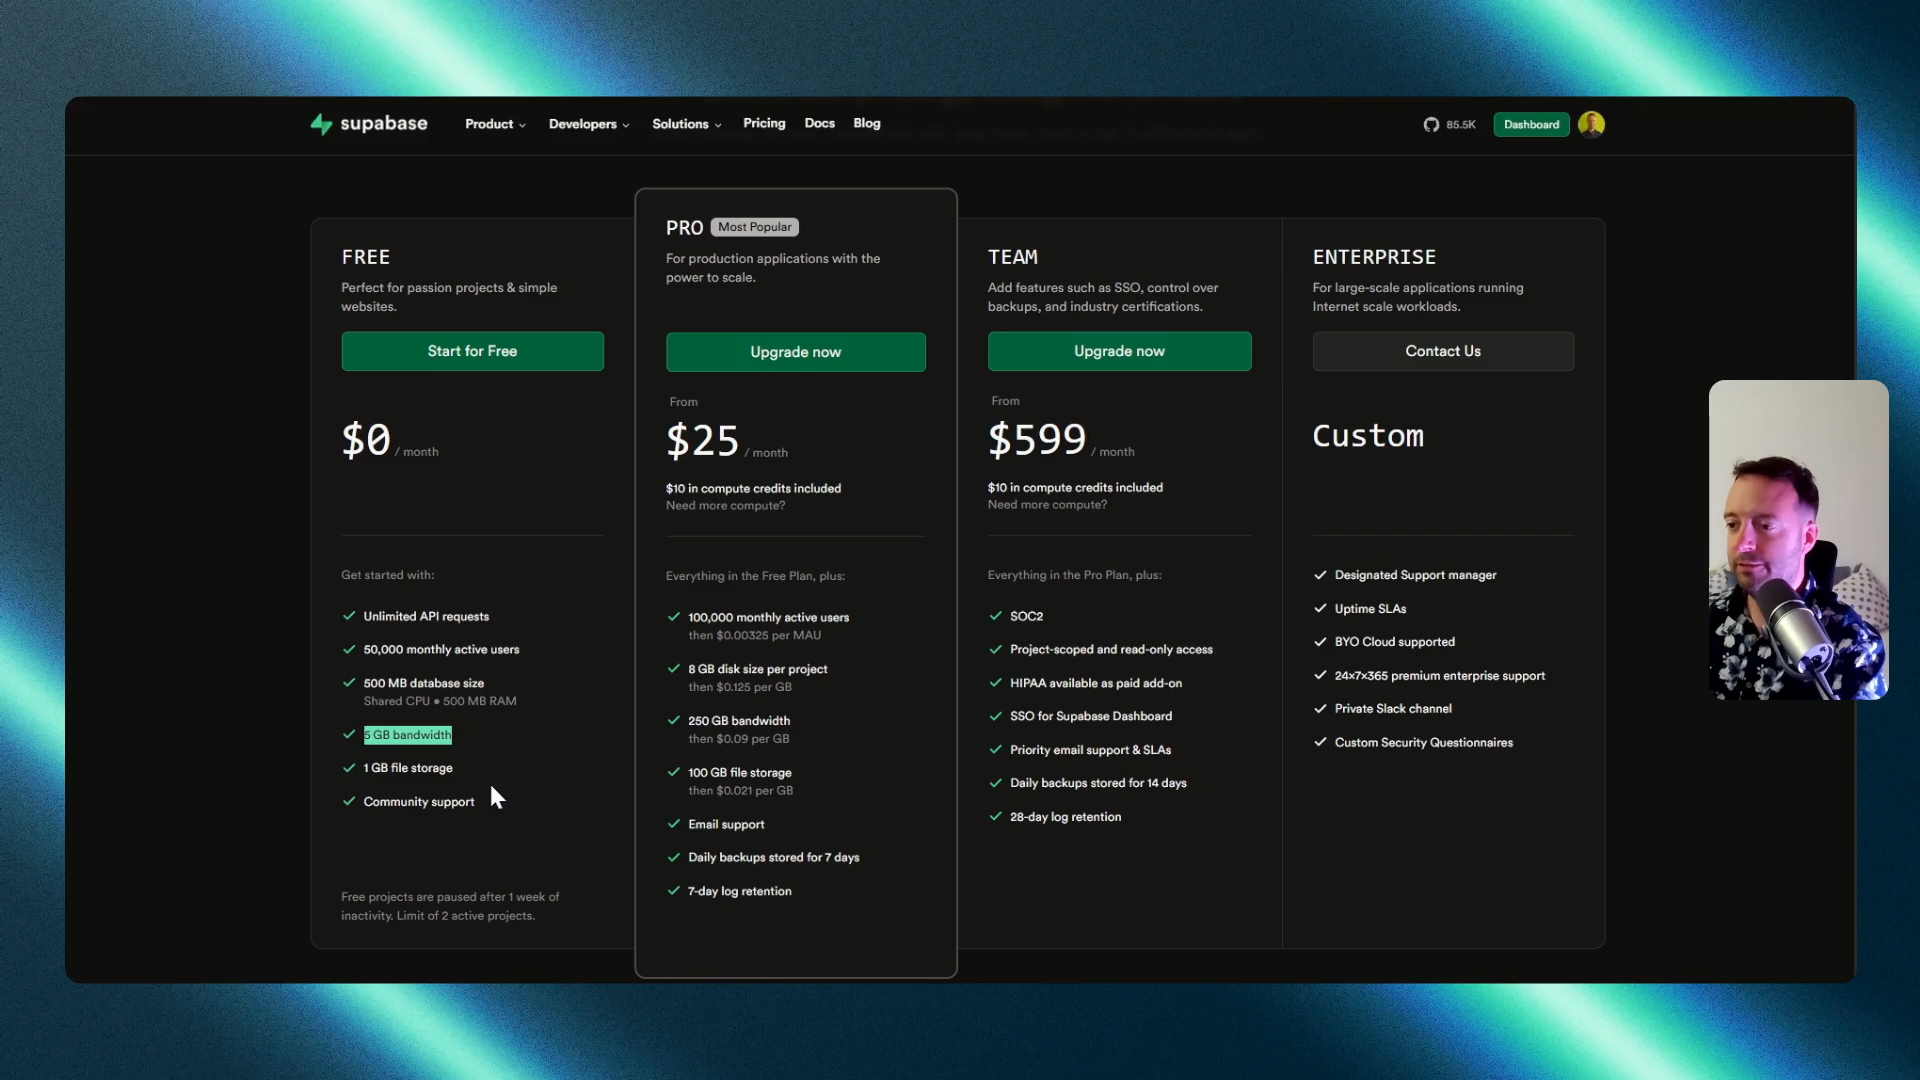 supabase
Product
Developers
Solutions
Pricing
Docs
Blog
85.5K
Dashboard
FREE
Perfect for passion projects & simple
websites.
Start for Free
$0 / month
Get started with:
Unlimited API requests
50,000 monthly active users
500 MB database size
Shared CPU • 500 MB RAM
5 GB bandwidth
1 GB file storage
Community support
Free projects are paused after 1 week of
inactivity. Limit of 2 active projects.
PRO Most Popular
For production applications with the
power to scale.
Upgrade now
From
$25 / month
$10 in compute credits included
Need more compute?
Everything in the Free Plan, plus:
100,000 monthly active users
then $0.00325 per MAU
8 GB disk size per project
then $0.125 per GB
250 GB bandwidth
then $0.09 per GB
100 GB file storage
then $0.021 per GB
Email support
Daily backups stored for 7 days
7-day log retention
TEAM
Add features such as SSO, control over
backups, and industry certifications.
Upgrade now
From
$599 / month
$10 in compute credits included
Need more compute?
Everything in the Pro Plan, plus:
SOC2
Project-scoped and read-only access
HIPAA available as paid add-on
SSO for Supabase Dashboard
Priority email support & SLAs
Daily backups stored for 14 days
28-day log retention
ENTERPRISE
For large-scale applications running
Internet scale workloads.
Contact Us
Custom
Designated Support manager
Uptime SLAs
BYO Cloud supported
24×7×365 premium enterprise support
Private Slack channel
Custom Security Questionnaires